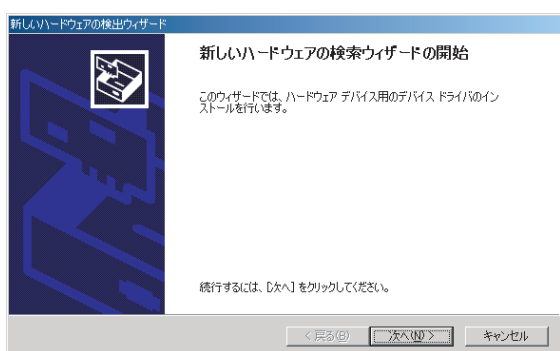 新しいハードウェアの検出ウィザード
新しいハードウェアの検索ウィザードの開始
このウィザードでは、ハードウェア デバイス用のデバイス ドライバのイン
ストールを行います。
続行するには、[次へ] をクリックしてください。
< 戻る(B)
次へ(N) >
キャンセル